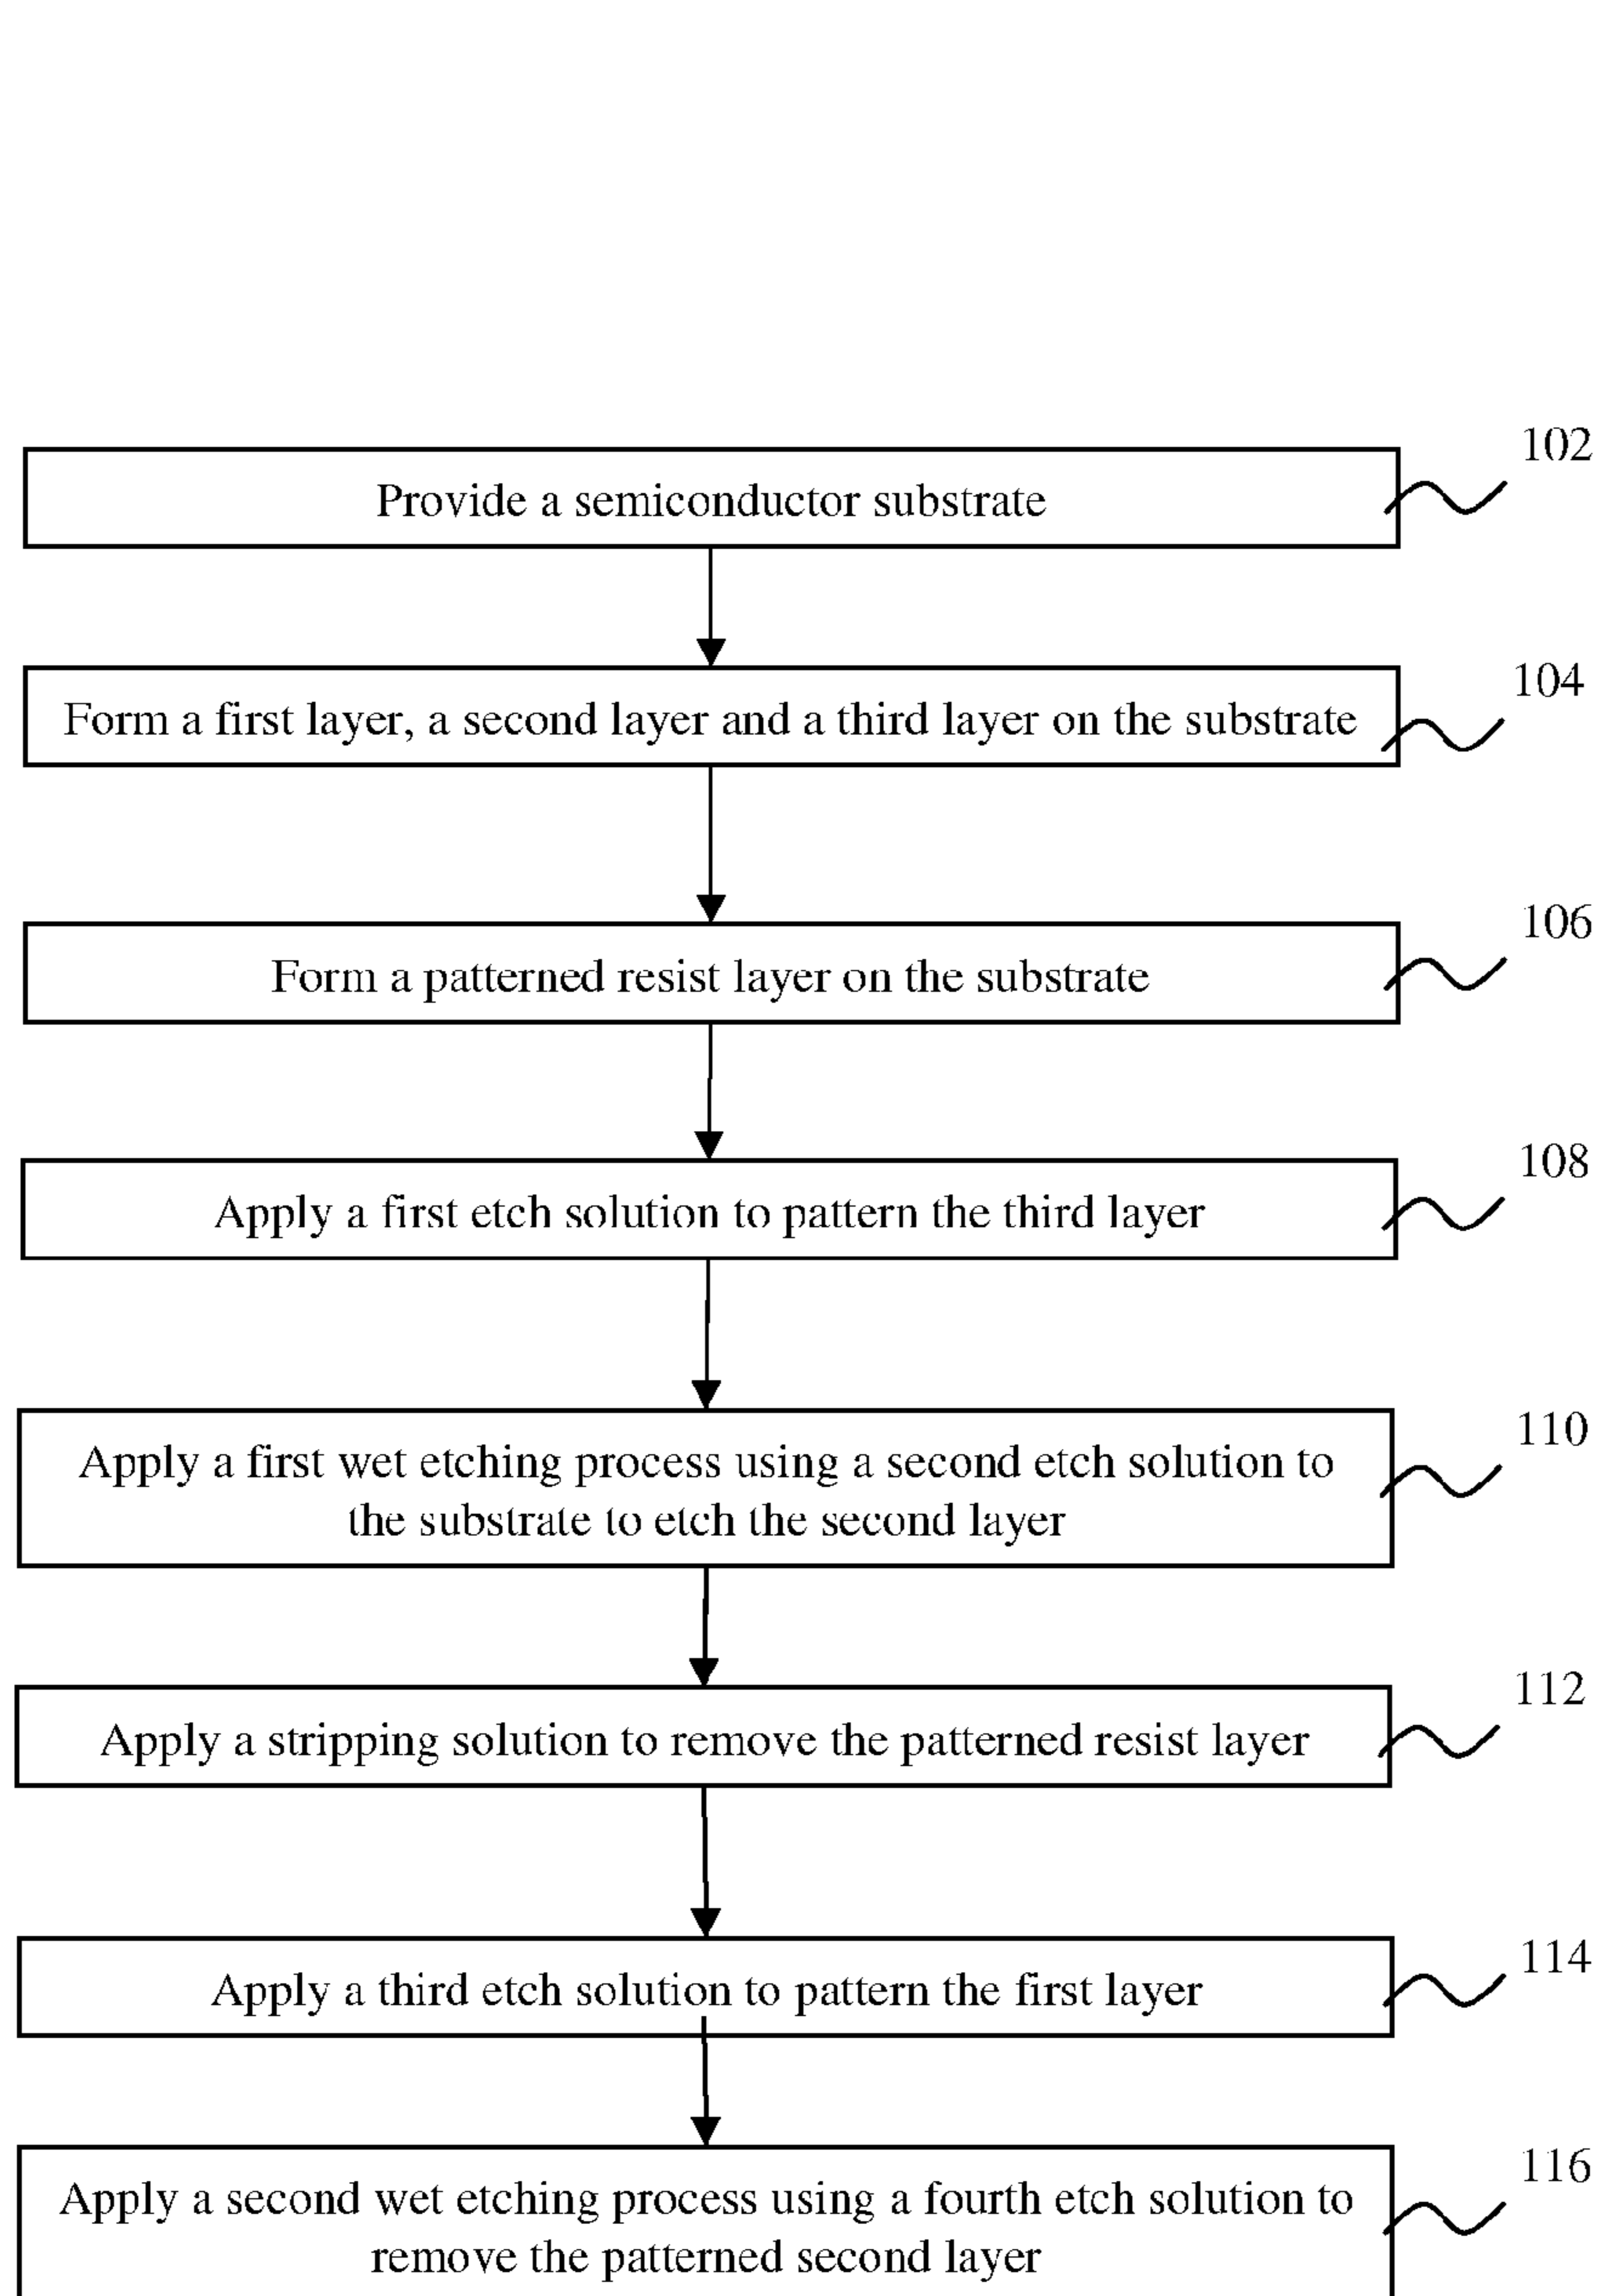 102
Provide a semiconductor substrate
104
Form a first layer, a second layer and a third layer on the substrate
106
Form a patterned resist layer on the substrate
108
Apply a first etch solution to pattern the third layer
110
Apply a first wet etching process using a second etch solution to
the substrate to etch the second layer
112
Apply a stripping solution to remove the patterned resist layer
114
Apply a third etch solution to pattern the first layer
116
Apply a second wet etching process using a fourth etch solution to
remove the patterned second layer